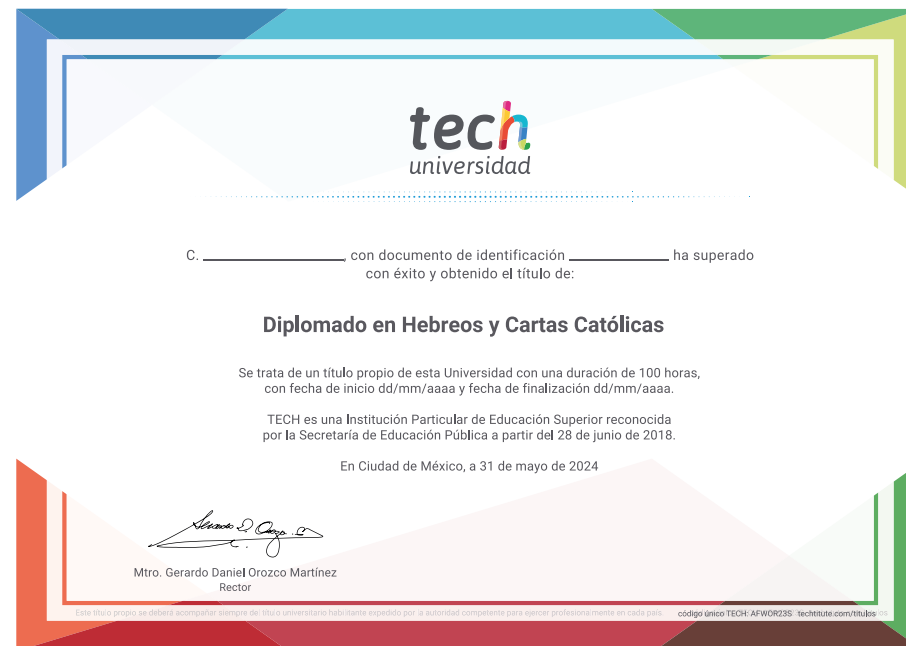 tech
universidad
C. ____________, con documento de identificación ____________ ha superado
con éxito y obtenido el título de:
Diplomado en Hebreos y Cartas Católicas
Se trata de un título propio de esta Universidad con una duración de 100 horas,
con fecha de inicio dd/mm/aaaa y fecha de finalización dd/mm/aaaa.
TECH es una Institución Particular de Educación Superior reconocida
por la Secretaría de Educación Pública a partir del 28 de junio de 2018.
En Ciudad de México, a 31 de mayo de 2024
Mtro. Gerardo Daniel Orozco Martínez
Rector
Este título propio se deberá acompañar siempre del título universitario habilitante expedido por la autoridad competente para ejercer profesionalmente en cada país. código único TECH: AFWOR23S techtitute.com/titulos